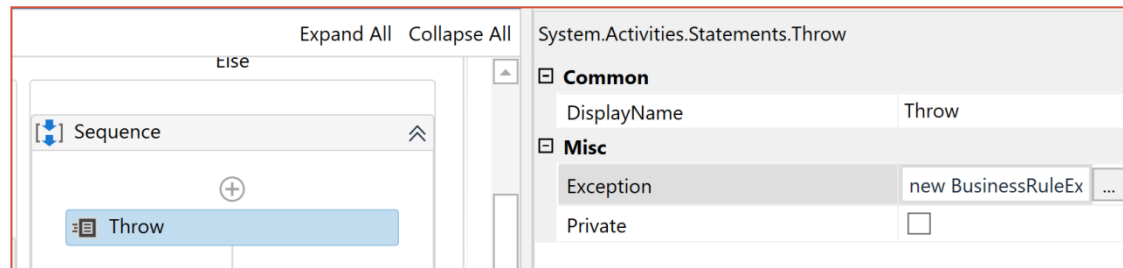 Expand All Collapse All
Else
Sequence
Throw
System.Activities.Statements.Throw
Common
DisplayName Throw
Misc
Exception new BusinessRuleEx ...
Private